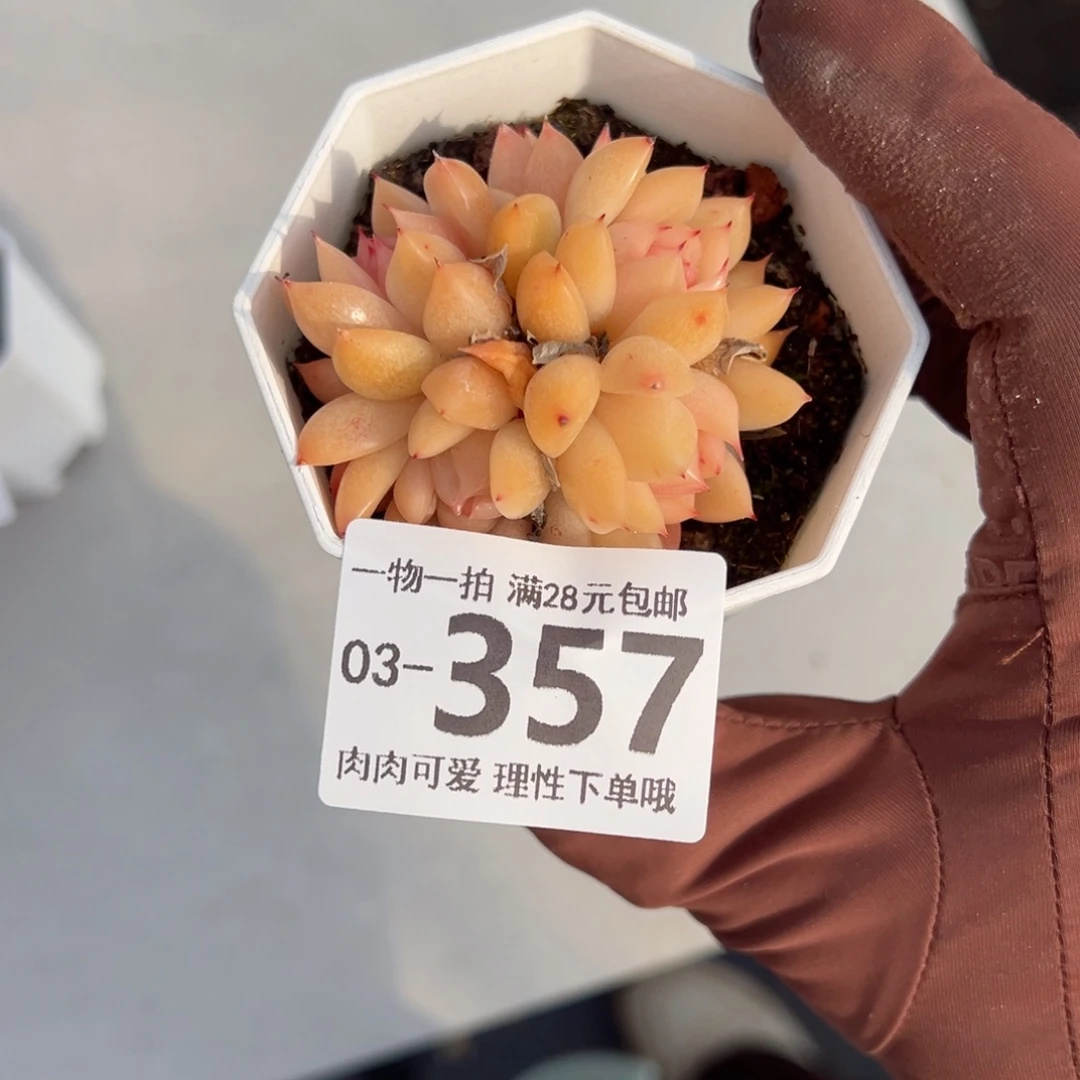 一物一拍 满28元包邮
03-357
肉肉可爱 理性下单哦